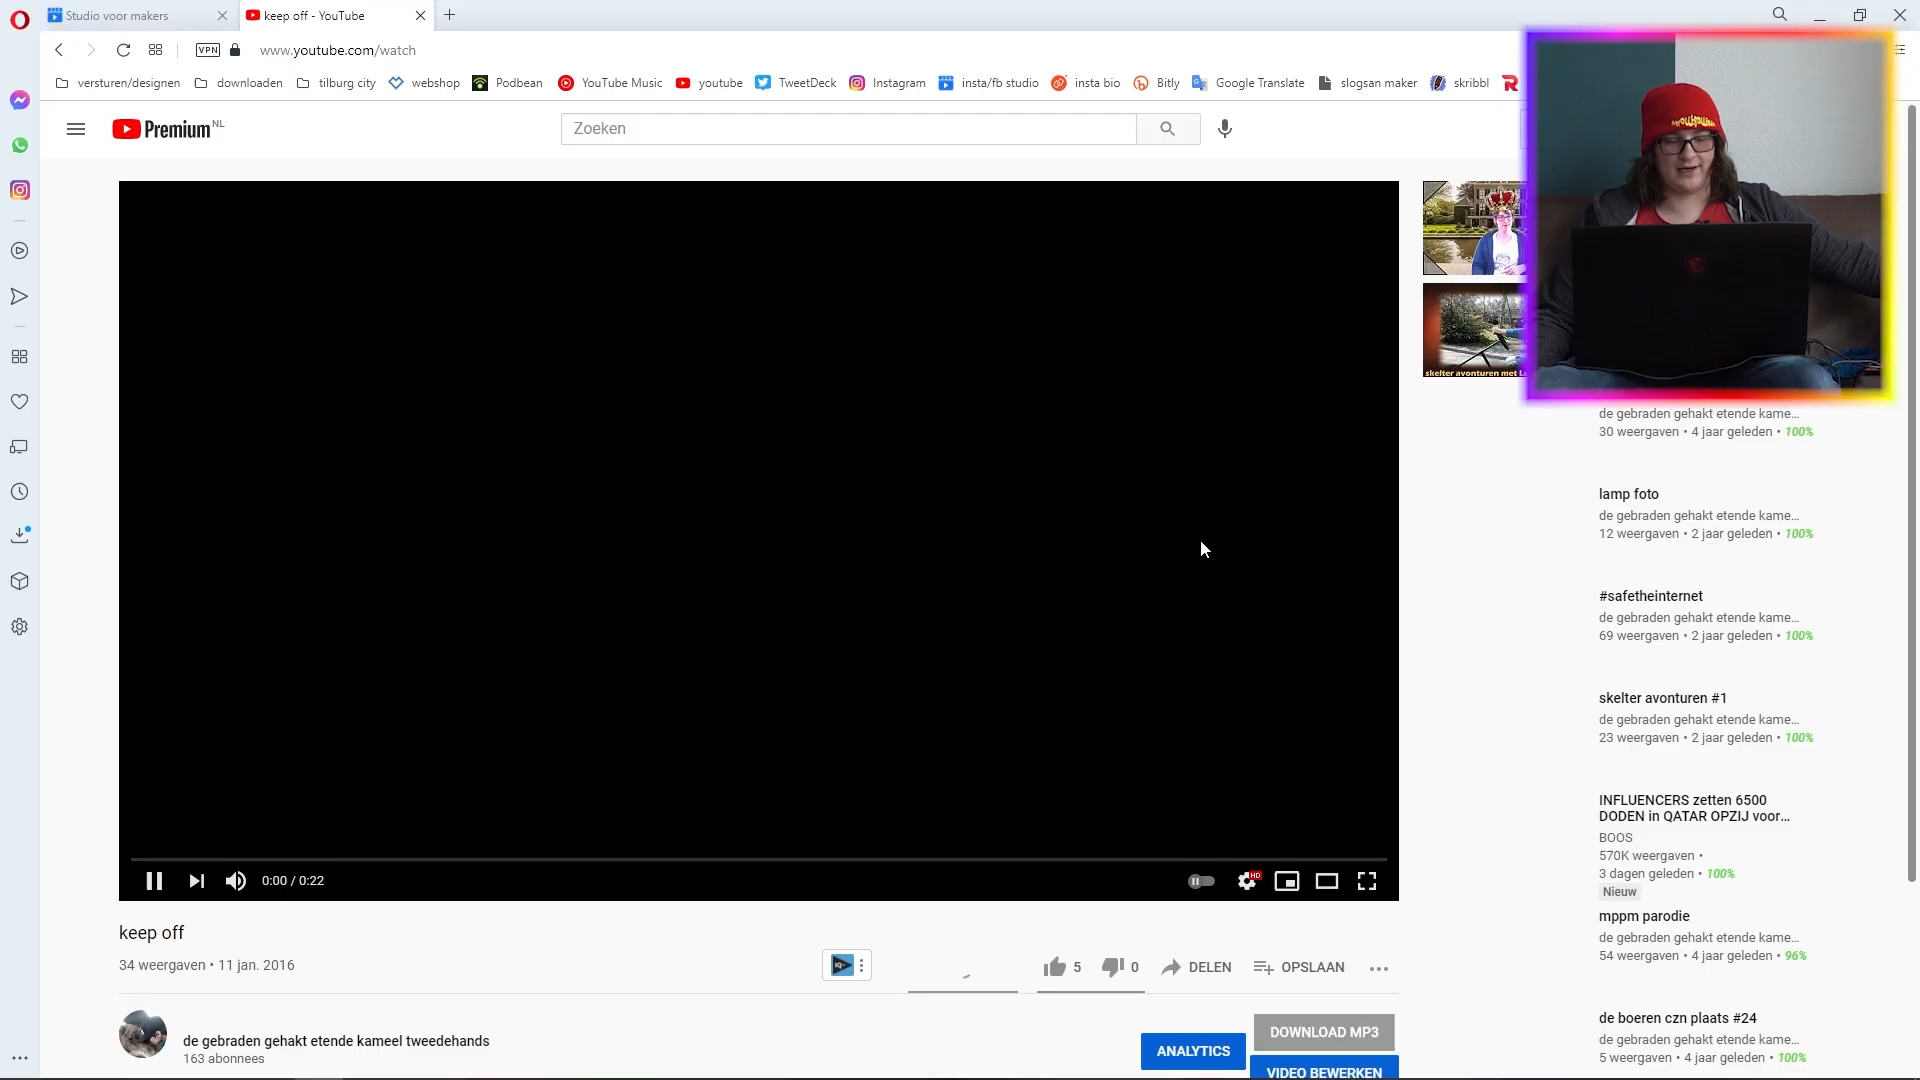 Studio voor makers
keep off - YouTube
VPN
www.youtube.com/watch
versturen/designen
downloaden
tilburg city
webshop
Podbean
YouTube Music
youtube
TweetDeck
Instagram
insta/fb studio
insta bio
Bitly
Google Translate
slogsan maker
skribbl
Premium NL
Zoeken
skelter avonturen met Lu
de gebraden gehakt etende kame...
30 weergaven • 4 jaar geleden • 100%
lamp foto
de gebraden gehakt etende kame...
12 weergaven • 2 jaar geleden • 100%
#safetheinternet
de gebraden gehakt etende kame...
69 weergaven • 2 jaar geleden • 100%
skelter avonturen #1
de gebraden gehakt etende kame...
23 weergaven • 2 jaar geleden • 100%
INFLUENCERS zetten 6500
DODEN in QATAR OPZIJ voor...
BOOS
570K weergaven •
3 dagen geleden • 100%
Nieuw
mppm parodie
de gebraden gehakt etende kame...
54 weergaven • 4 jaar geleden • 96%
de boeren czn plaats #24
de gebraden gehakt etende kame...
5 weergaven • 4 jaar geleden • 100%
0:00 / 0:22
HD
keep off
34 weergaven • 11 jan. 2016
5
0
DELEN
OPSLAAN
de gebraden gehakt etende kameel tweedehands
163 abonnees
ANALYTICS
DOWNLOAD MP3
VIDEO BEWERKEN